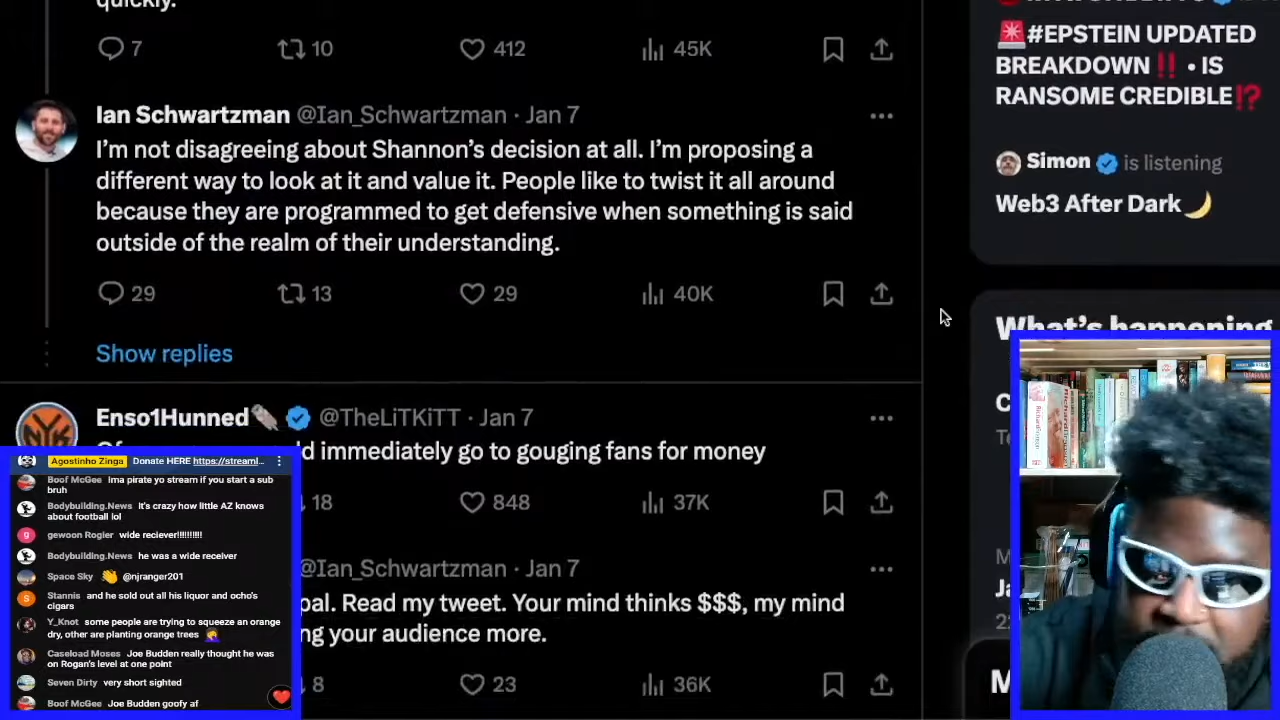 quickly.
7 10 412 45K
Ian Schwartzman @Ian_Schwartzman · Jan 7
I’m not disagreeing about Shannon’s decision at all. I’m proposing a
different way to look at it and value it. People like to twist it all around
because they are programmed to get defensive when something is said
outside of the realm of their understanding.
29 13 29 40K
Show replies
Enso1Hunned @TheLiTKiTT · Jan 7
immediately go to gouging fans for money
18 848 37K
@Ian_Schwartzman · Jan 7
Read my tweet. Your mind thinks $$$, my mind
your audience more.
8 23 36K
🚨#EPSTEIN UPDATED
BREAKDOWN‼️ • IS
RANSOME CREDIBLE⁉️
Simon is listening
Web3 After Dark🌙
What’s happening
Agostinho Zinga Donate HERE https://streaml...
Boof McGee ima pirate yo stream if you start a sub
bruh
Bodybuilding.News It's crazy how little AZ knows
about football lol
gewoon Rogier wide reciever!!!!!!!!!
Bodybuilding.News he was a wide receiver
Space Sky 👏 @njranger201
Stannis and he sold out all his liquor and ocho's
cigars
Y_Knot some people are trying to squeeze an orange
dry, other are planting orange trees 🤦
Caseload Moses Joe Budden really thought he was
on Rogan's level at one point
Seven Dirty very short sighted
Boof McGee Joe Budden goofy af